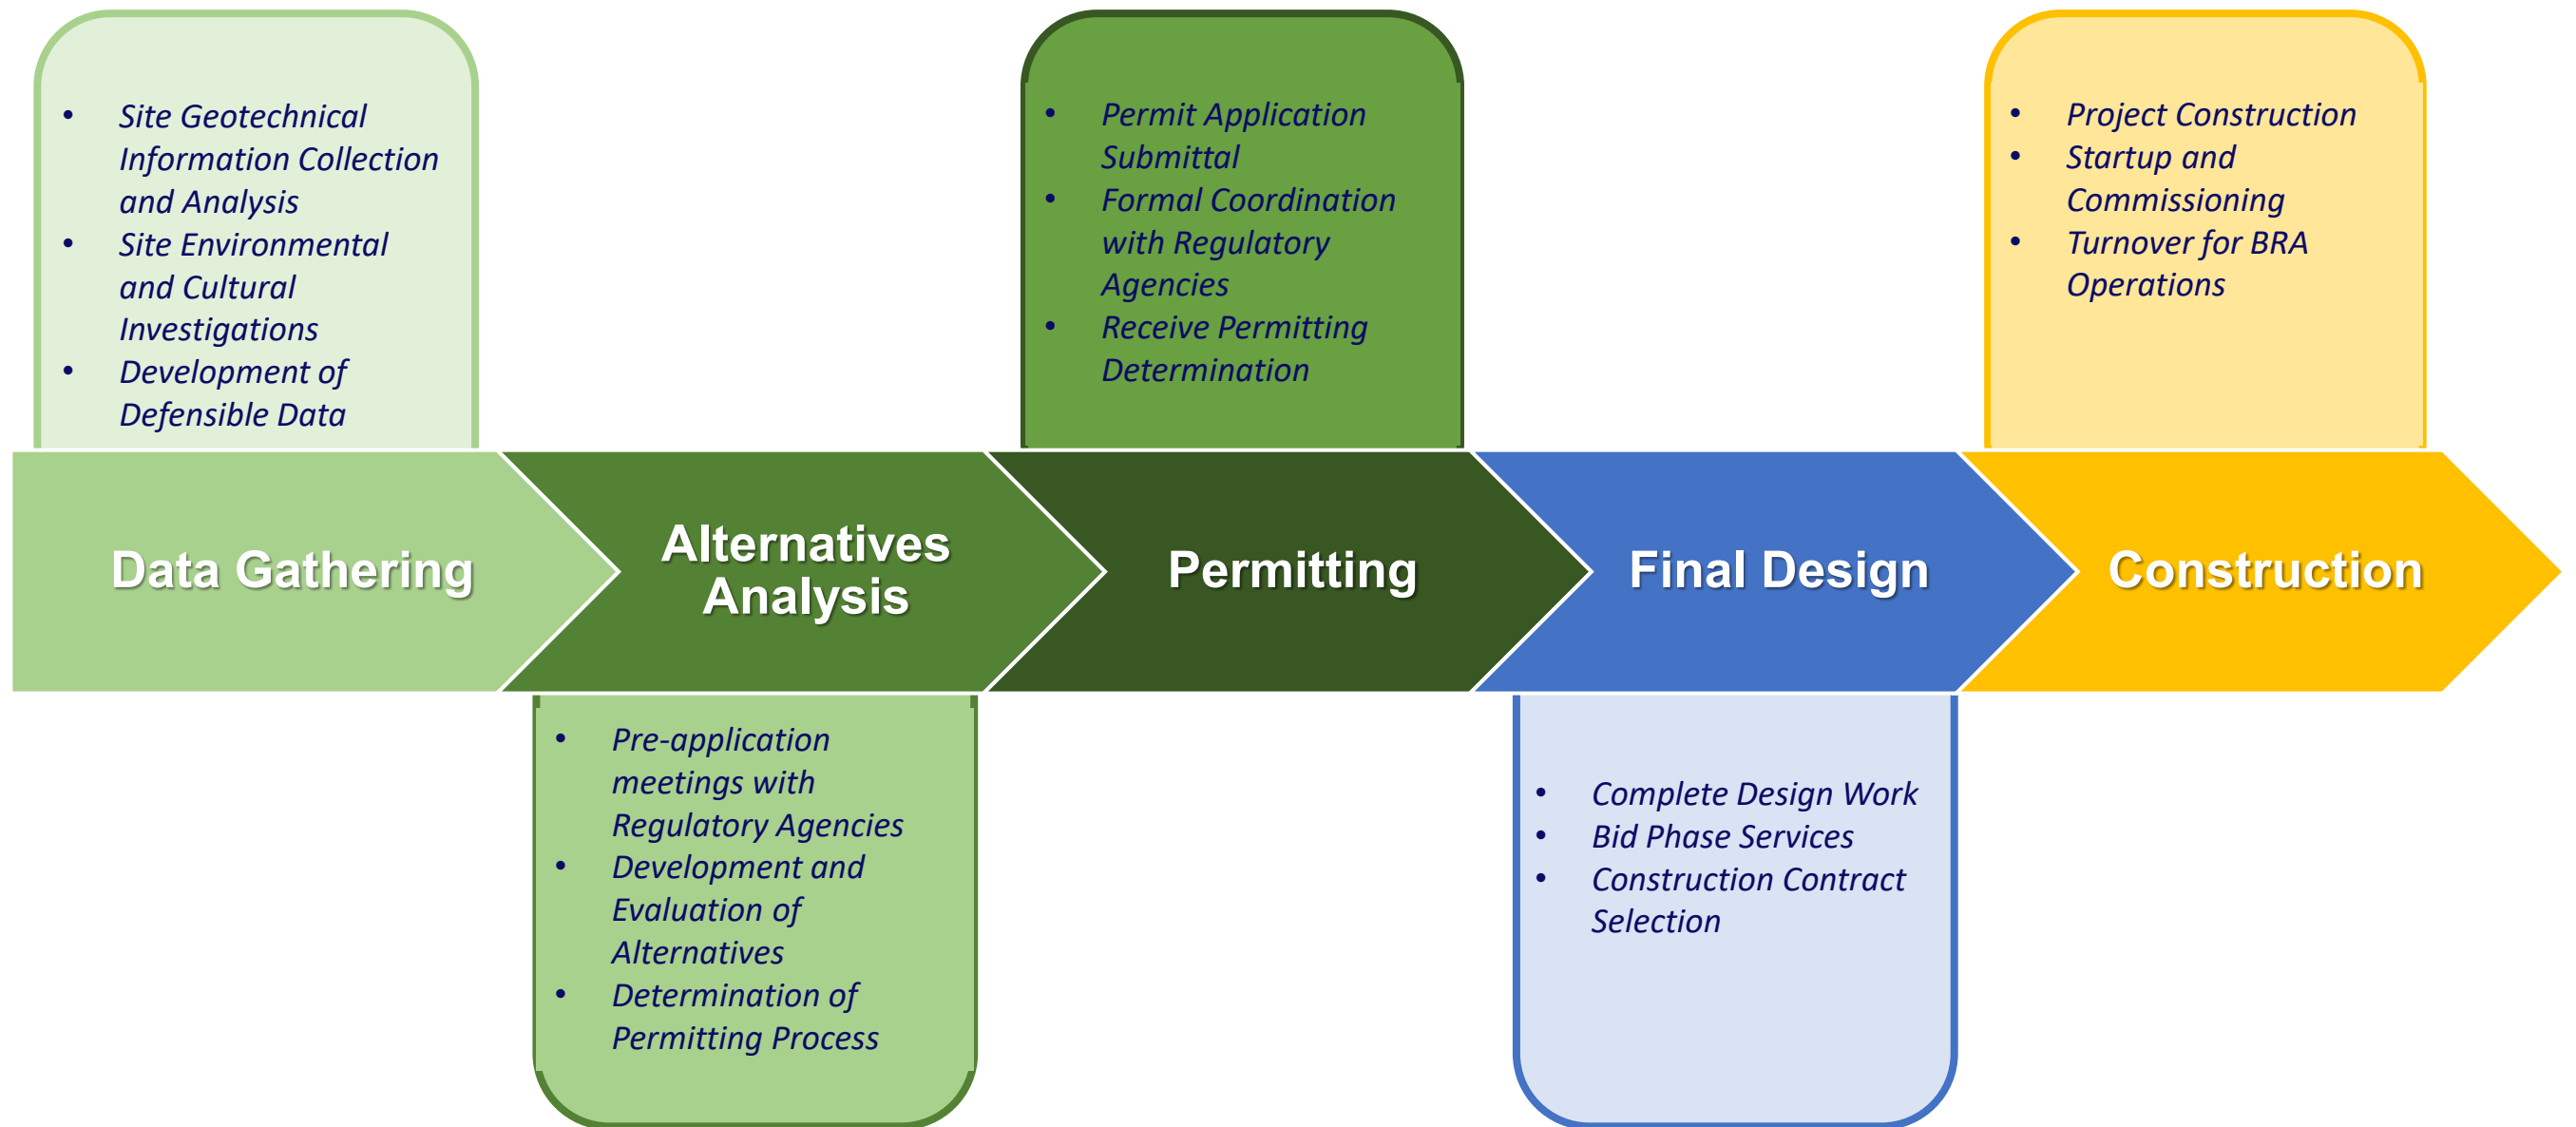 • Site Geotechnical
Information Collection
and Analysis
• Site Environmental
and Cultural
Investigations
• Development of
Defensible Data
• Permit Application
Submittal
• Formal Coordination
with Regulatory
Agencies
• Receive Permitting
Determination
• Project Construction
• Startup and
Commissioning
• Turnover for BRA
Operations
Data Gathering
Alternatives
Analysis
Permitting
Final Design
Construction
• Pre-application
meetings with
Regulatory Agencies
• Development and
Evaluation of
Alternatives
• Determination of
Permitting Process
• Complete Design Work
• Bid Phase Services
• Construction Contract
Selection